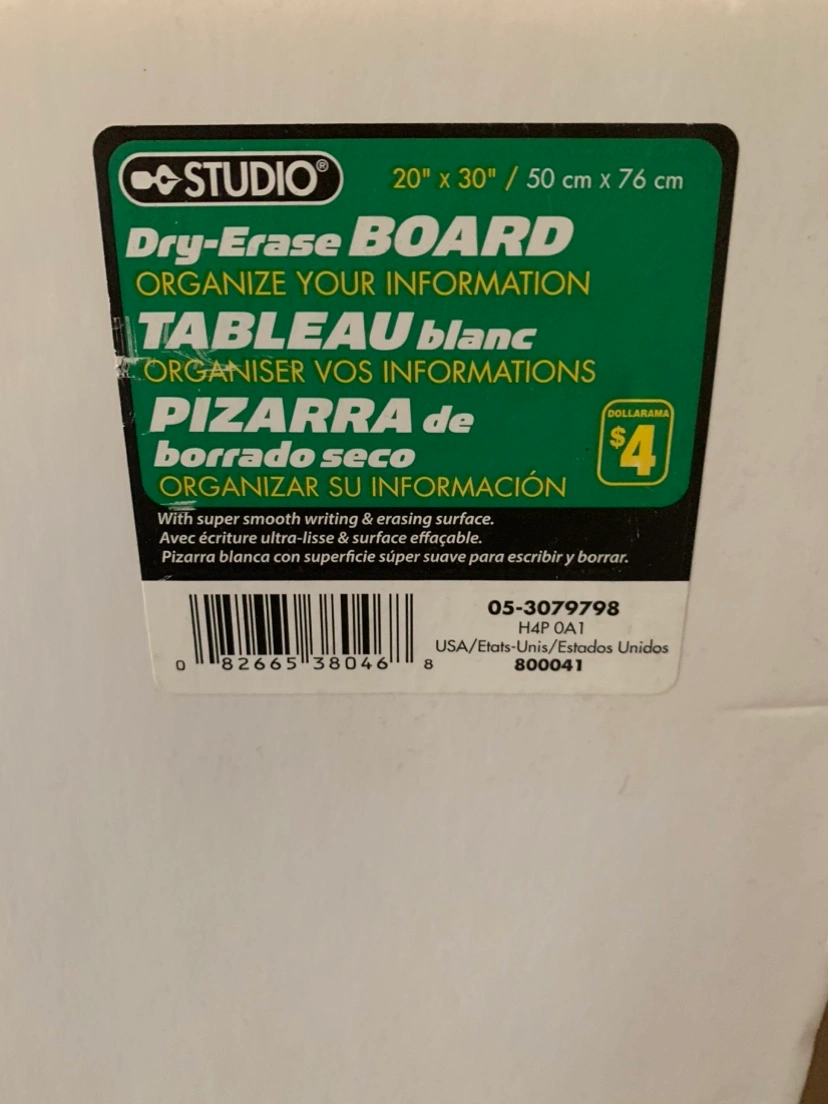 STUDIO®
20" x 30" / 50 cm x 76 cm
Dry-Erase BOARD
ORGANIZE YOUR INFORMATION
TABLEAU blanc
ORGANISER VOS INFORMATIONS
PIZARRA de
borrado seco
ORGANIZAR SU INFORMACIÓN
DOLLARAMA
$4
With super smooth writing & erasing surface.
Avec écriture ultra-lisse & surface effaçable.
Pizarra blanca con superficie súper suave para escribir y borrar.
0 82665 38046 8
05-3079798
H4P 0A1
USA/Etats-Unis/Estados Unidos
800041